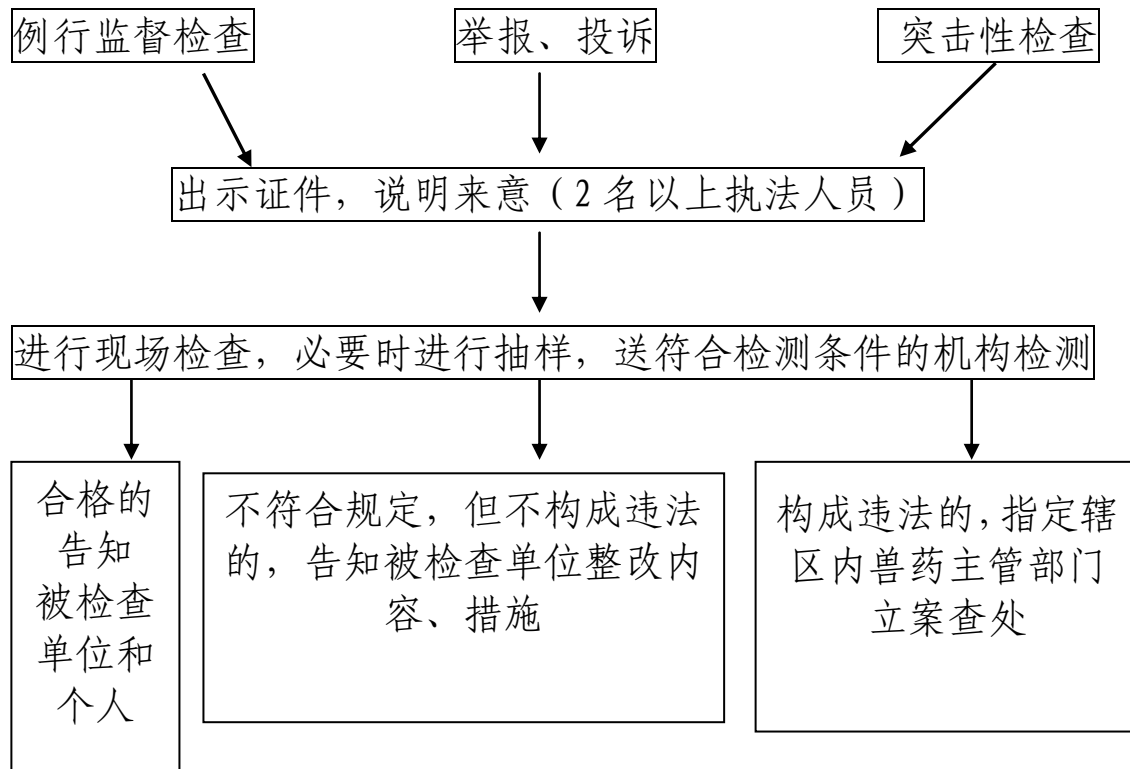 例行监督检查
举报、投诉
突击性检查
出示证件，说明来意（2名以上执法人员）
进行现场检查，必要时进行抽样，送符合检测条件的机构检测
合格的
告知
被检查
单位和
个人
不符合规定，但不构成违法
的，告知被检查单位整改内
容、措施
构成违法的，指定辖
区内兽药主管部门
立案查处